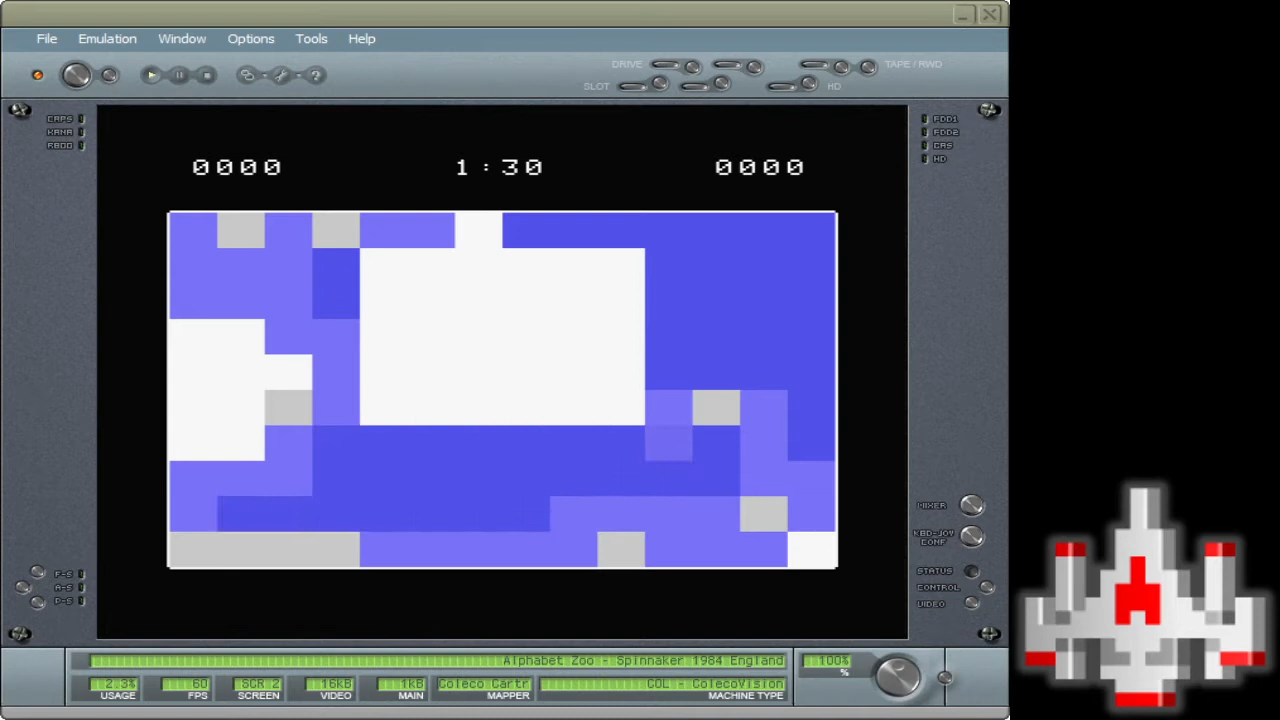 File Emulation Window Options Tools Help
DRIVE TAPE / RWD
SLOT HD
CAPS
KANA
FDD1
FDD2
CAS
HD
0000 1:30 0000
MIXER
KBD-JOY
CONF
STATUS
CONTROL
VIDEO
F-S
A-S
P-S
Alphabet Zoo - Spinnaker 1984 England
100%
%
2.3% 60 SCR 2 16kB 1kB Coleco Cartr COL - ColecoVision
USAGE FPS SCREEN VIDEO MAIN MAPPER MACHINE TYPE